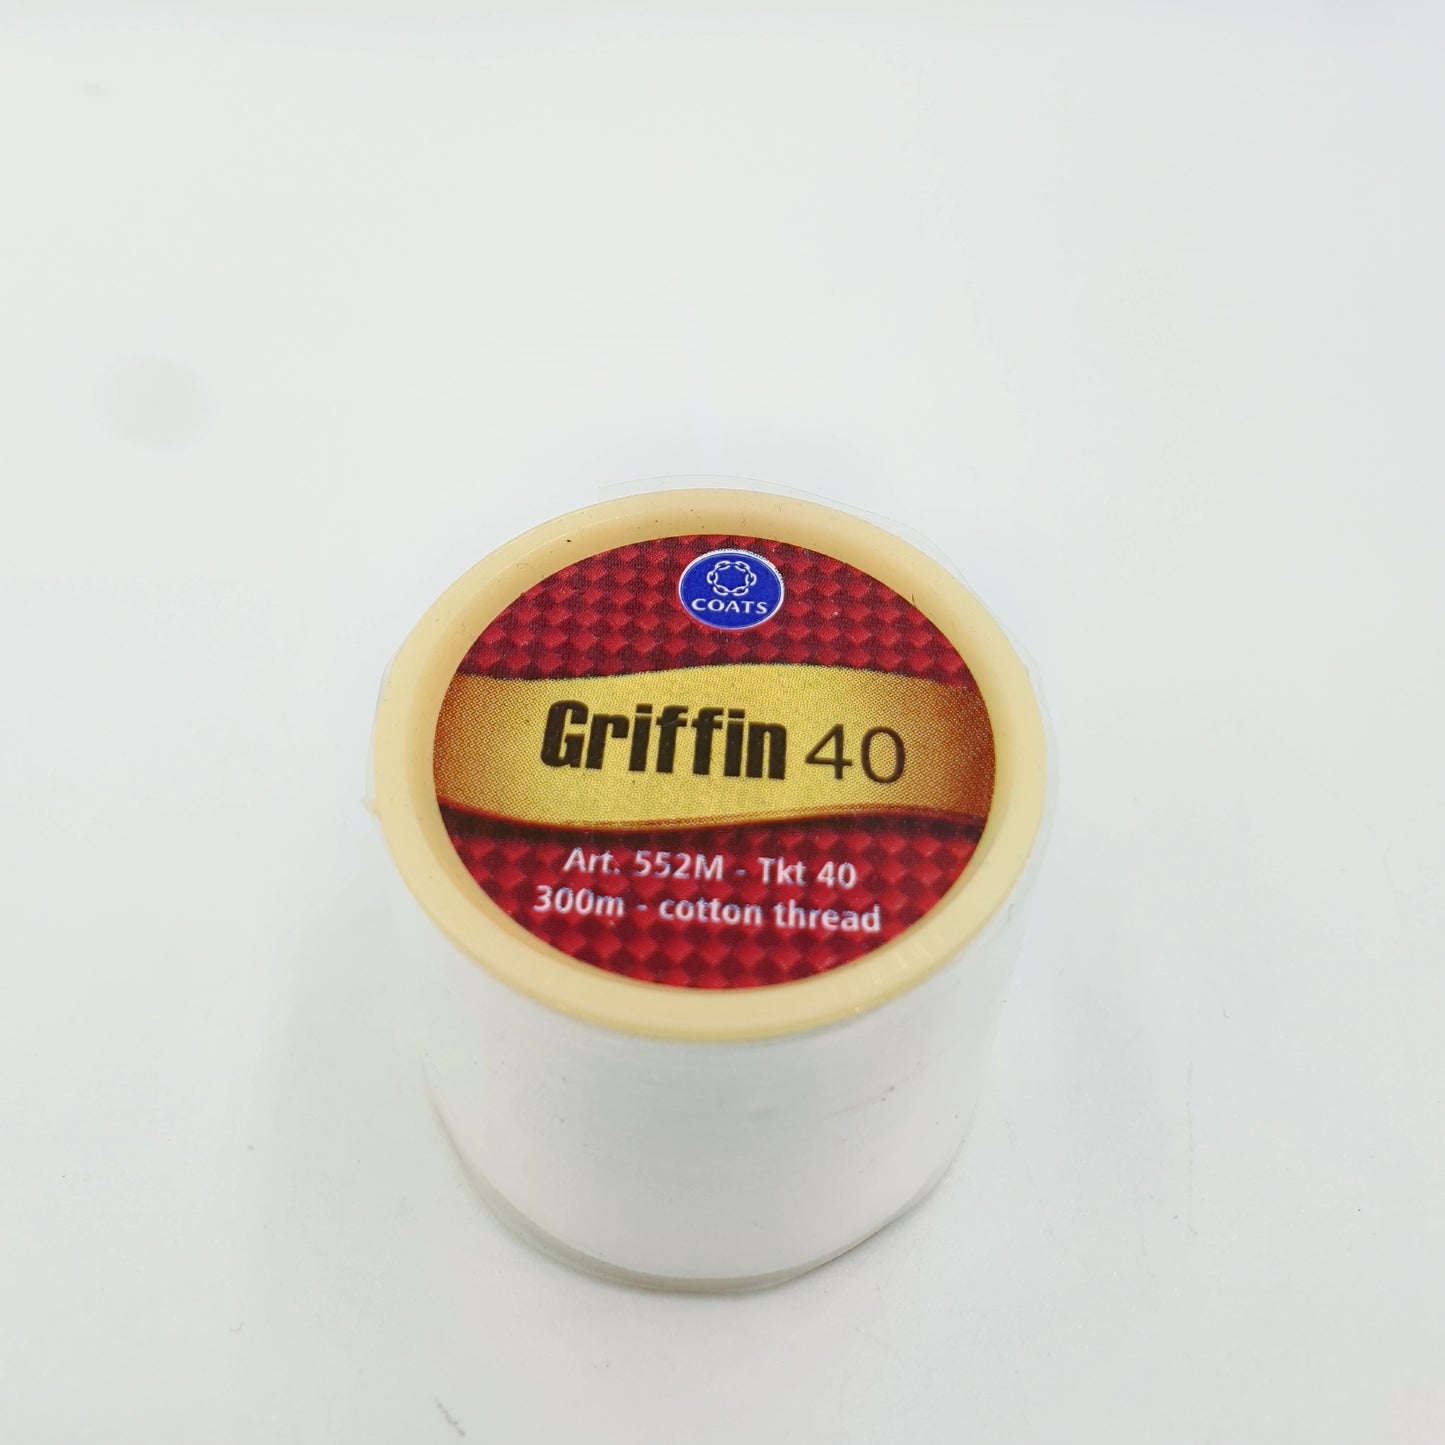 COATS
Griffin 40
Art. 552M - Tkt 40
300m - cotton thread